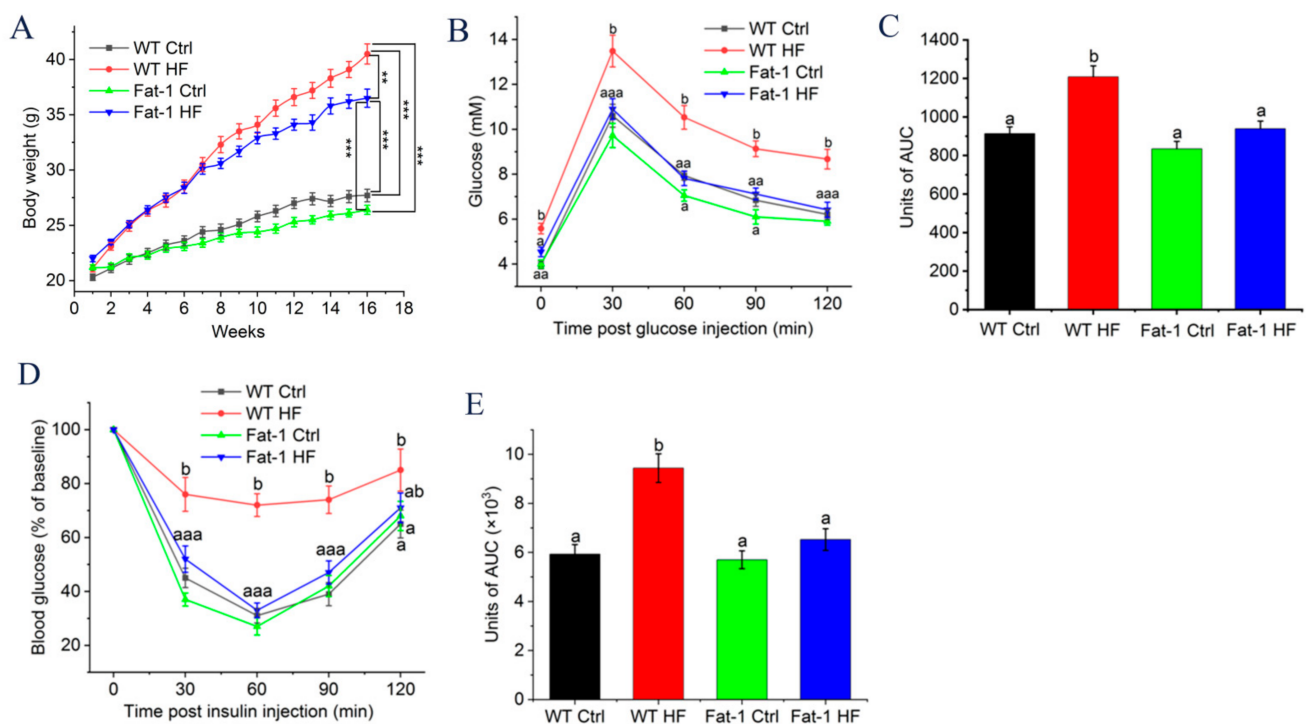 A
WT Ctrl
WT HF
Fat-1 Ctrl
Fat-1 HF
Body weight (g)
40
35
30
25
20
0 2 4 6 8 10 12 14 16 18
Weeks
**
***
***
***
***
B
WT Ctrl
WT HF
Fat-1 Ctrl
Fat-1 HF
Glucose (mM)
14
12
10
8
6
4
b
b
b
b
b
aaa
aa
aa
aaa
a
a
a
aa
0 30 60 90 120
Time post glucose injection (min)
C
Units of AUC
1400
1200
1000
800
600
400
200
0
a
b
a
a
WT Ctrl WT HF Fat-1 Ctrl Fat-1 HF
D
WT Ctrl
WT HF
Fat-1 Ctrl
Fat-1 HF
Blood glucose (% of baseline)
100
80
60
40
20
b
b
b
b
ab
aaa
aaa
aaa
a
a
0 30 60 90 120
Time post insulin injection (min)
E
Units of AUC (×10³)
10
8
6
4
2
0
a
b
a
a
WT Ctrl WT HF Fat-1 Ctrl Fat-1 HF